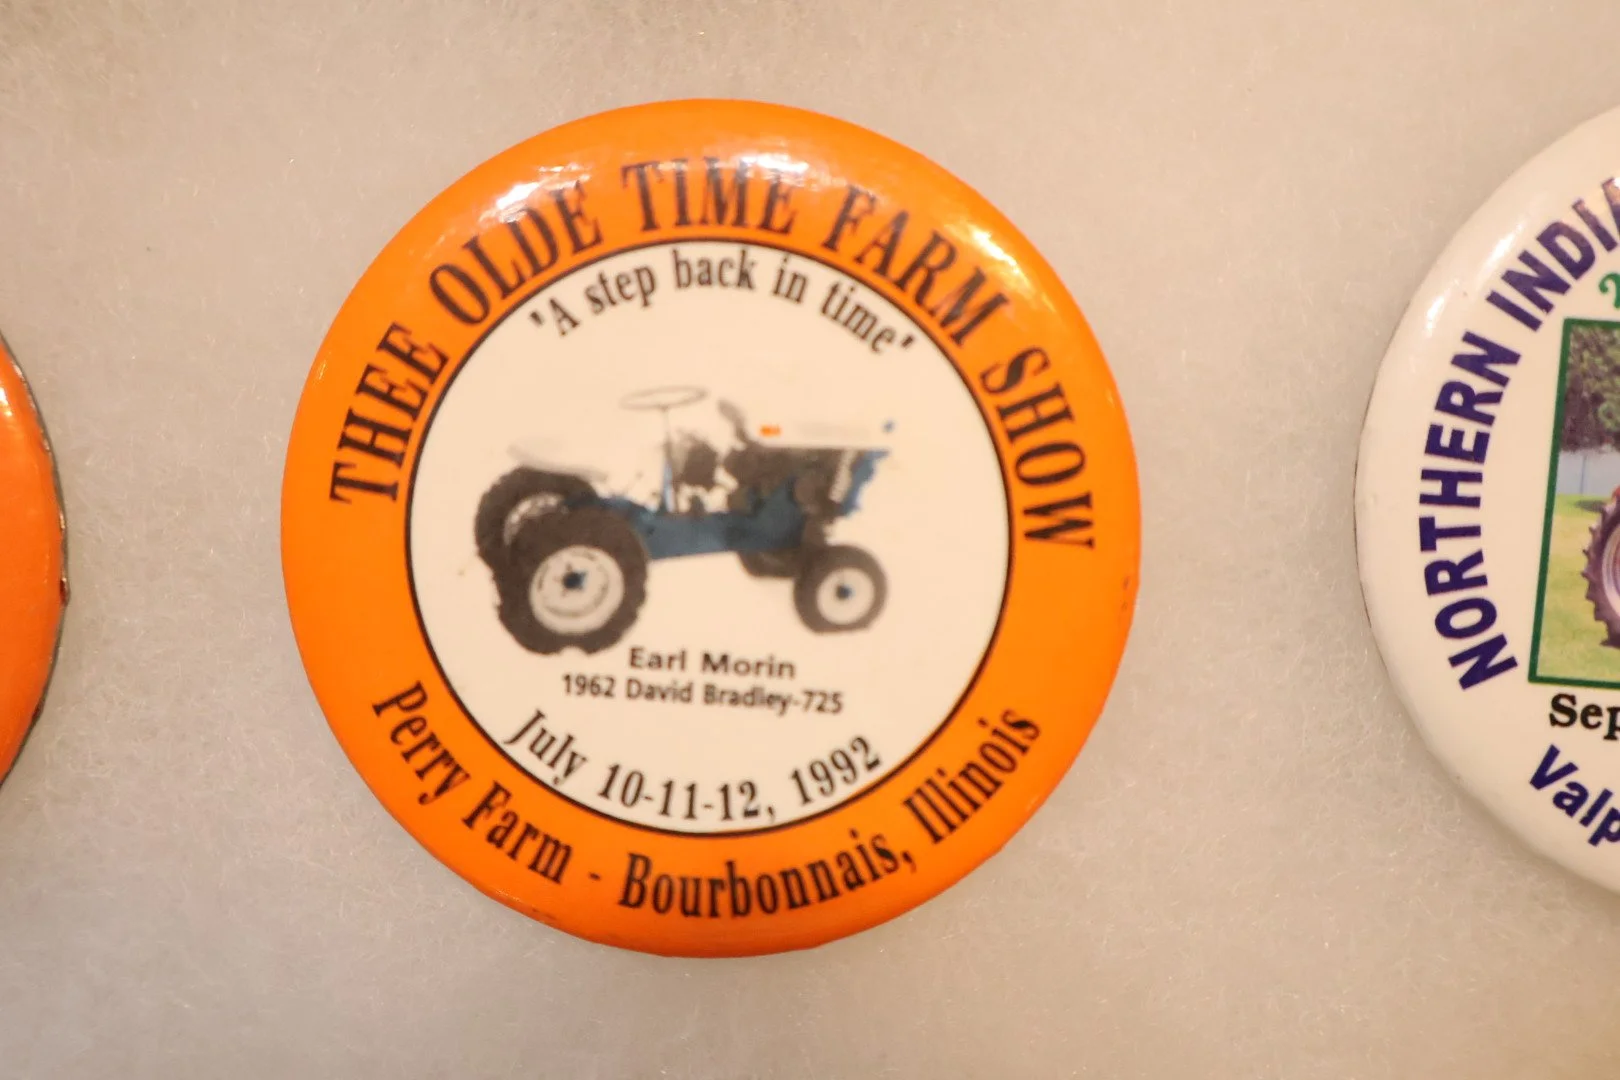 THEE OLDE TIME FARM SHOW
"A step back in time"
Earl Morin
1962 David Bradley-725
July 10-11-12, 1992
Perry Farm - Bourbonnais, Illinois
NORTHERN INDIA
Sep
Valp